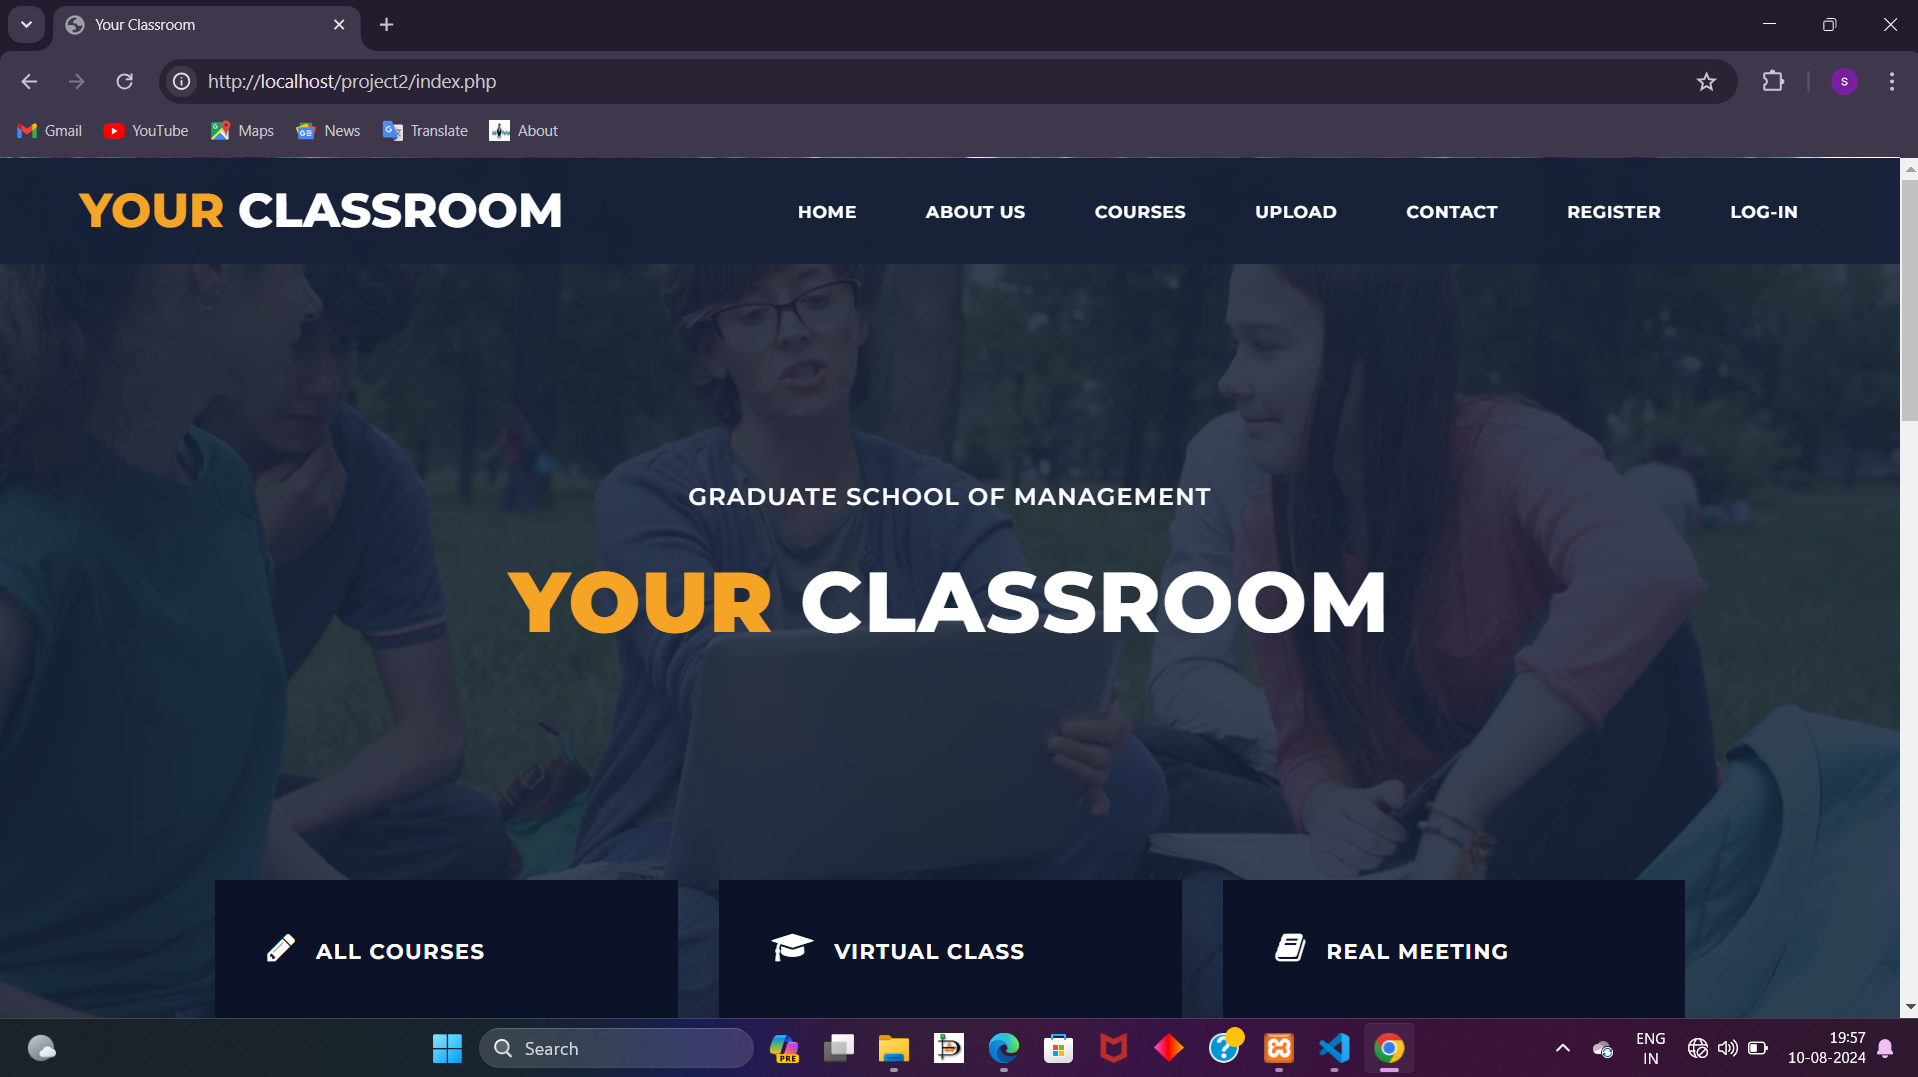 Your Classroom
http://localhost/project2/index.php
S
Gmail YouTube Maps News Translate About
YOUR CLASSROOM
HOME ABOUT US COURSES UPLOAD CONTACT REGISTER LOG-IN
GRADUATE SCHOOL OF MANAGEMENT
YOUR CLASSROOM
ALL COURSES
VIRTUAL CLASS
REAL MEETING
Search
PRE
ENG
IN
19:57
10-08-2024